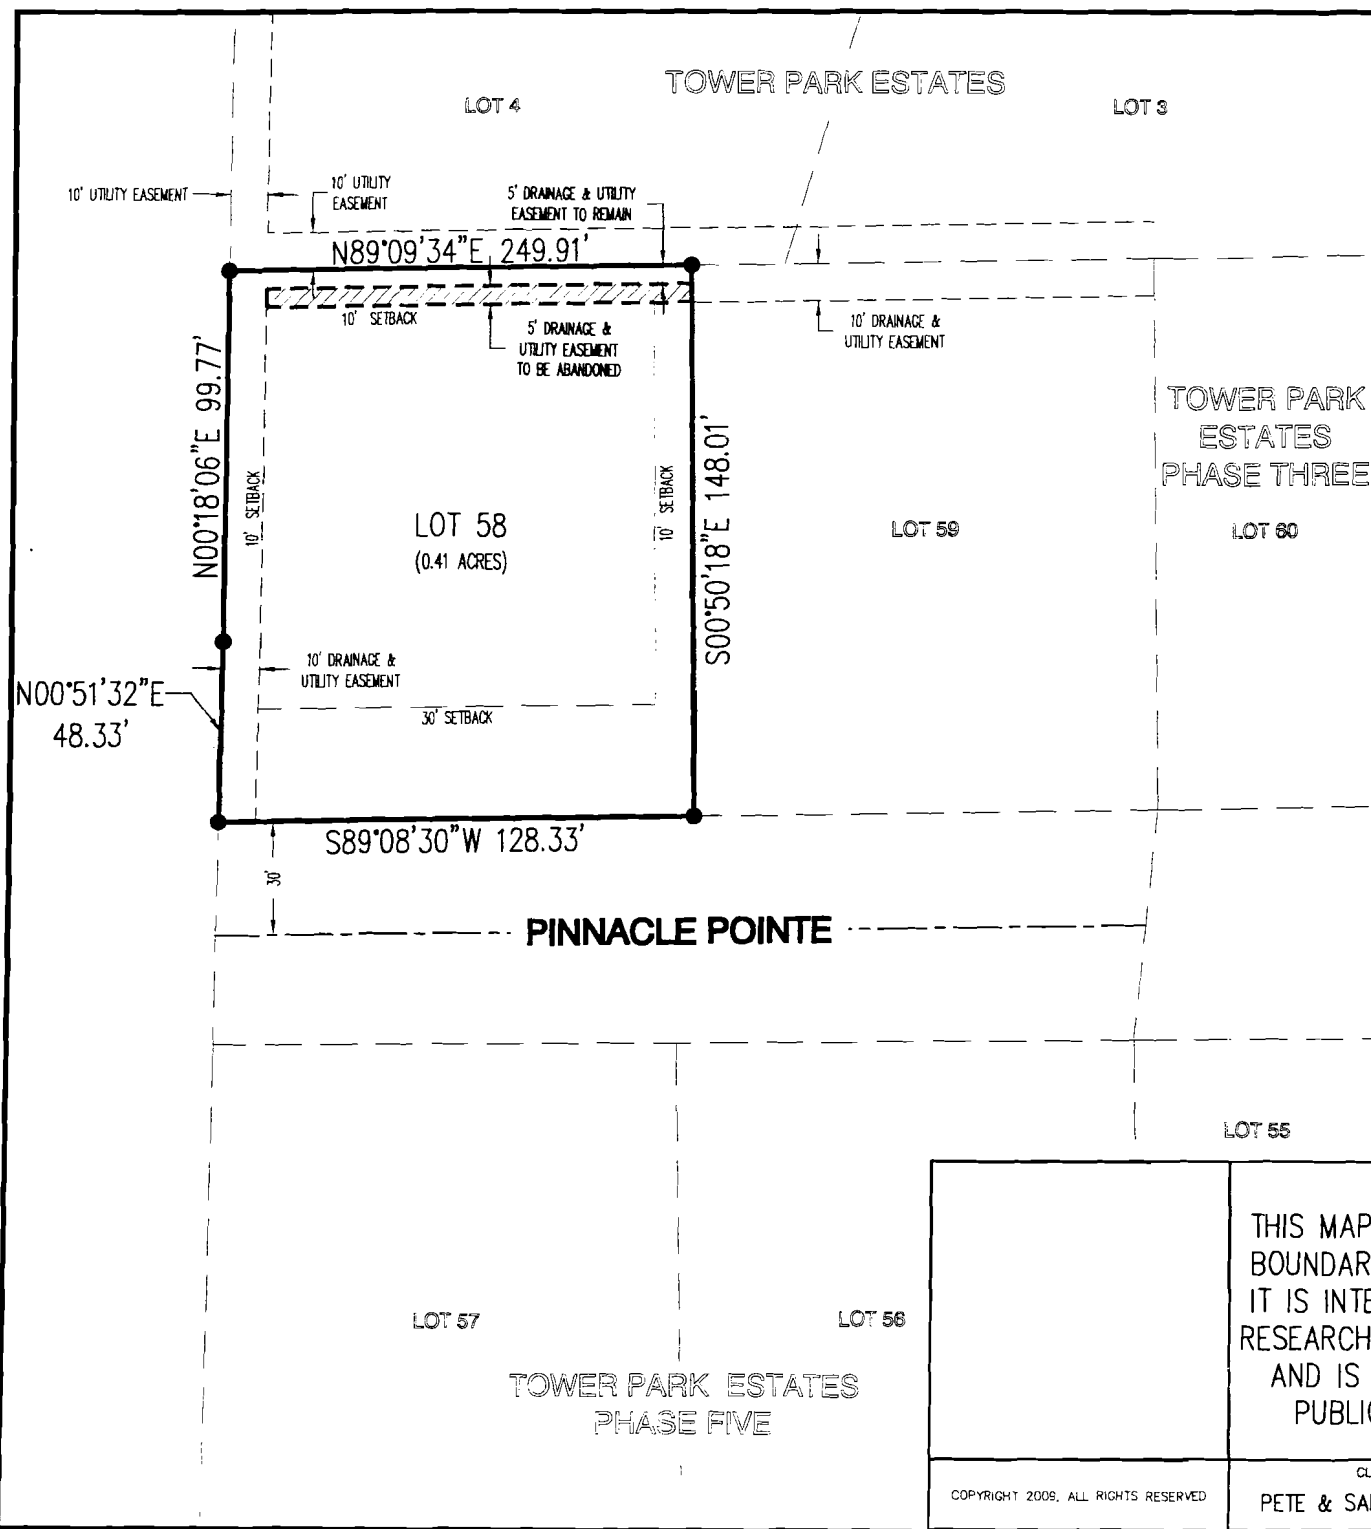 TOWER PARK ESTATES
LOT 4
LOT 3
10' UTILITY EASEMENT
10' UTILITY
EASEMENT
5' DRAINAGE & UTILITY
EASEMENT TO REMAIN
N89°09'34"E 249.91'
10' SETBACK
5' DRAINAGE &
UTILITY EASEMENT
TO BE ABANDONED
10' DRAINAGE &
UTILITY EASEMENT
N00°18'06"E 99.77'
10' SETBACK
LOT 58
(0.41 ACRES)
10' SETBACK
S00°50'18"E 148.01'
TOWER PARK
ESTATES
PHASE THREE
LOT 59
LOT 60
10' DRAINAGE &
UTILITY EASEMENT
N00°51'32"E
48.33'
30' SETBACK
S89°08'30"W 128.33'
30'
PINNACLE POINTE
LOT 55
LOT 57
LOT 56
TOWER PARK ESTATES
PHASE FIVE
THIS MAP
BOUNDAR
IT IS INTE
RESEARCH
AND IS
PUBLIC
COPYRIGHT 2009, ALL RIGHTS RESERVED
CL
PETE & SA